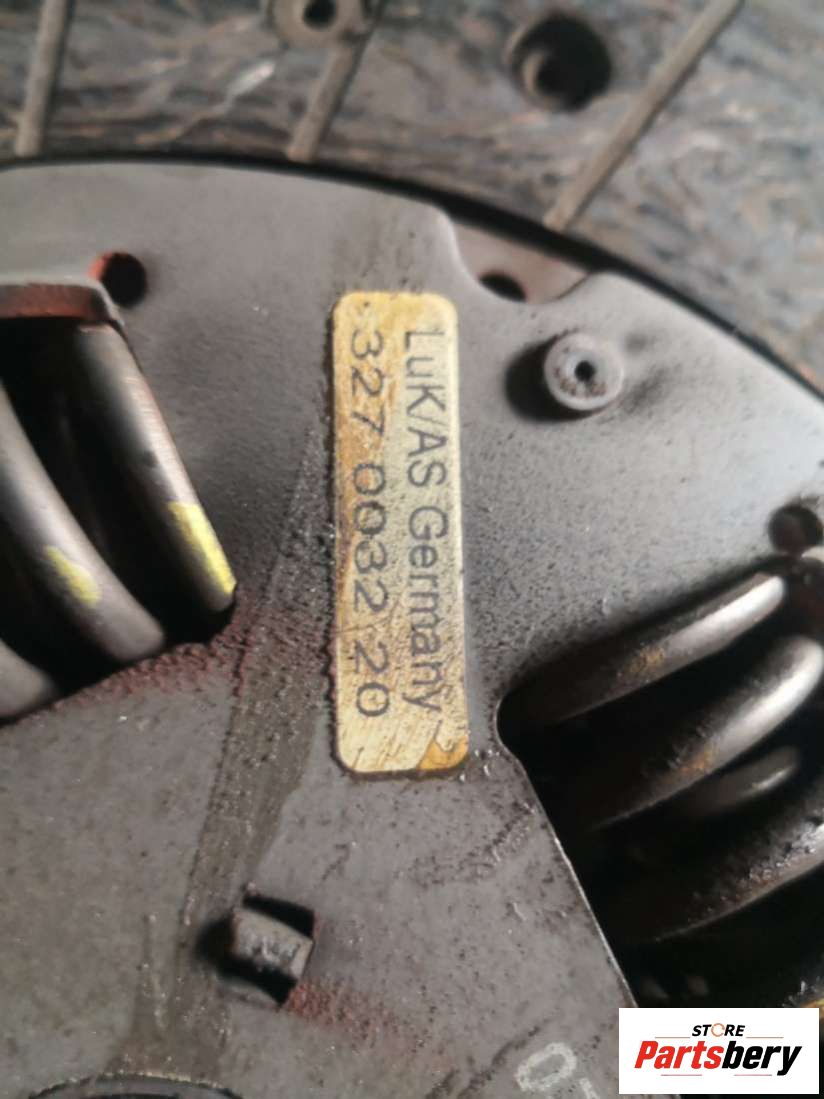 LuK/AS Germany
327 0032 20
STORE
Partsbery